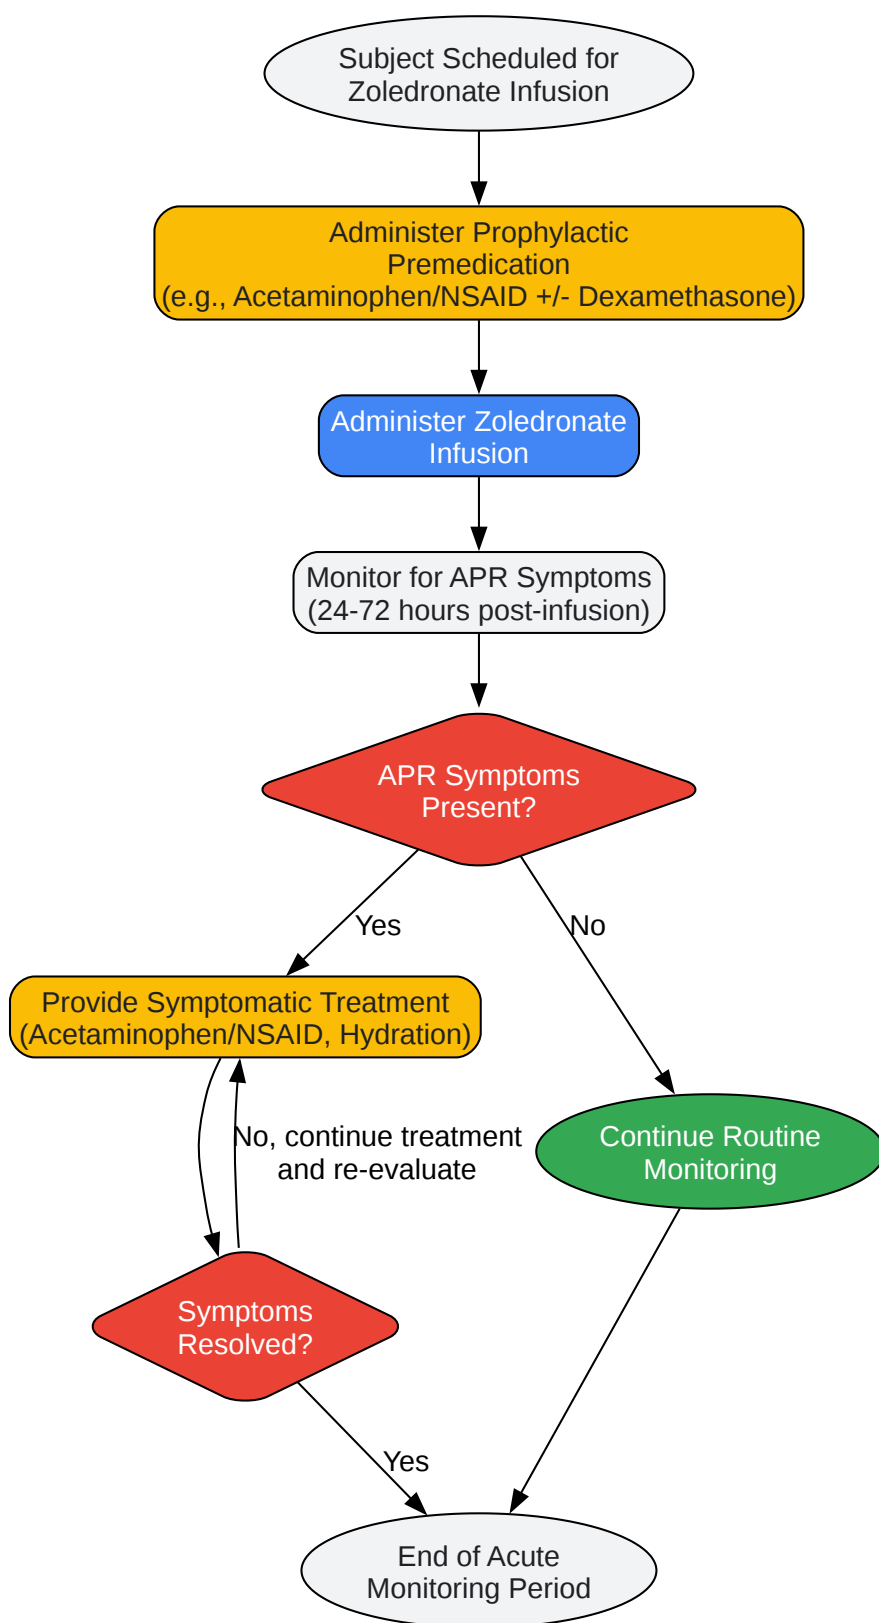 Subject Scheduled for
Zoledronate Infusion
Administer Prophylactic
Premedication
(e.g., Acetaminophen/NSAID +/- Dexamethasone)
Administer Zoledronate
Infusion
Monitor for APR Symptoms
(24-72 hours post-infusion)
APR Symptoms
Present?
Yes
No
Provide Symptomatic Treatment
(Acetaminophen/NSAID, Hydration)
No, continue treatment
and re-evaluate
Continue Routine
Monitoring
Symptoms
Resolved?
Yes
End of Acute
Monitoring Period